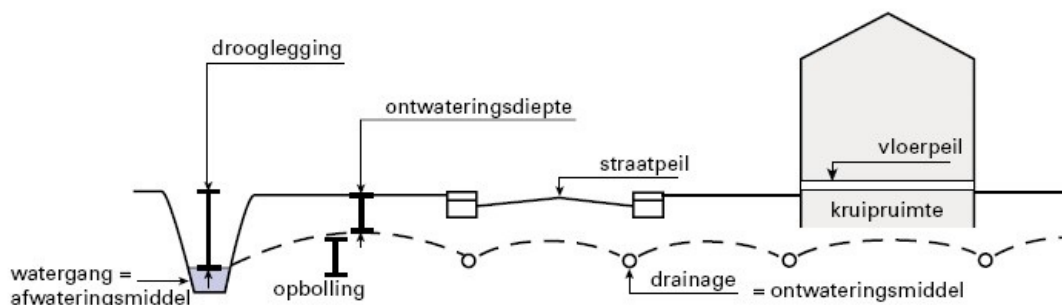 drooglegging
ontwateringsdiepte
straatpeil
vloerpeil
kruipruimte
watergang =
afwateringsmiddel
opbolling
drainage = ontwateringsmiddel